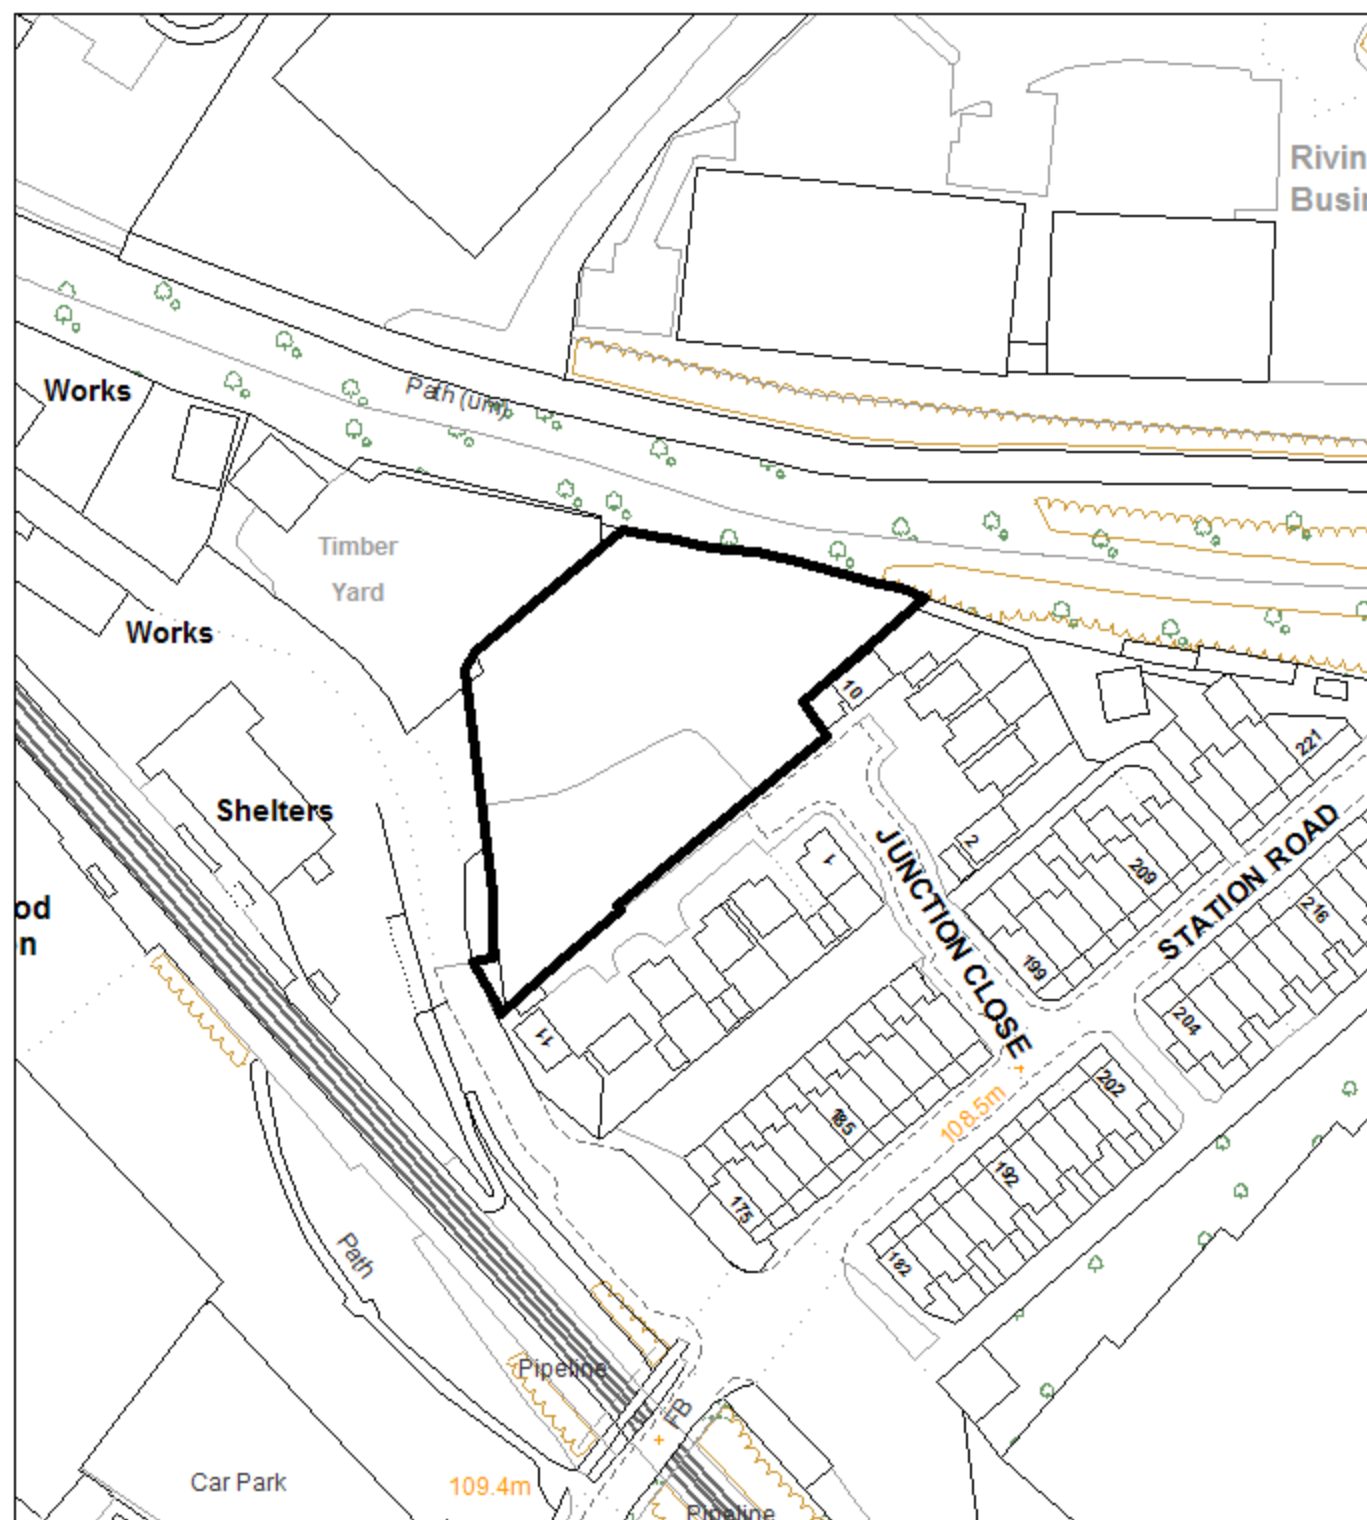 Rivin
Busin
Works
Path (um)
Timber
Yard
Works
10
221
Shelters
1
2
JUNCTION CLOSE
209
STATION ROAD
216
od
n
199
204
11
108.5m
202
185
192
175
182
Path
Pipeline
FB
Car Park
109.4m
Pipeline